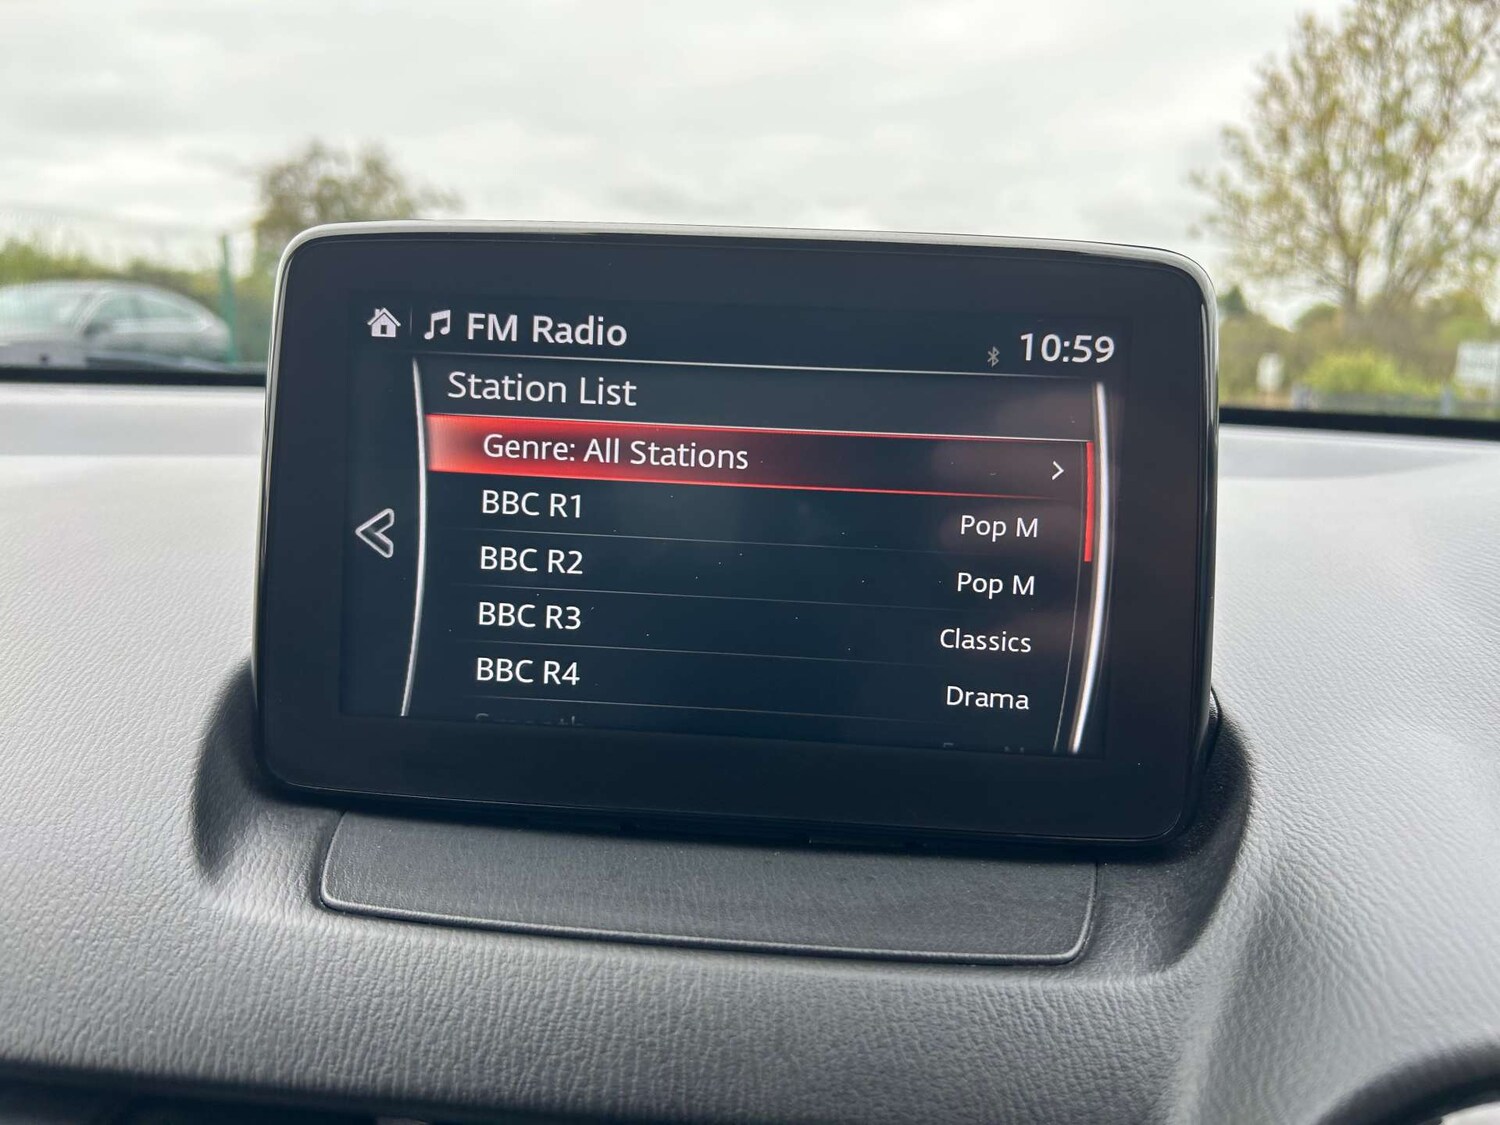 FM Radio
10:59
Station List
Genre: All Stations
BBC R1 Pop M
BBC R2 Pop M
BBC R3 Classics
BBC R4 Drama